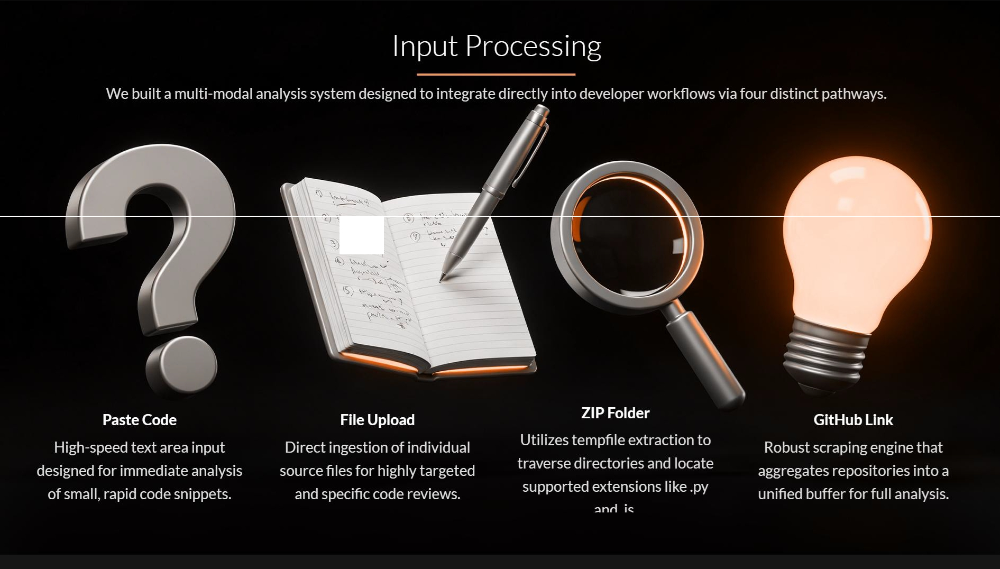 Input Processing
We built a multi-modal analysis system designed to integrate directly into developer workflows via four distinct pathways.
Paste Code
High-speed text area input
designed for immediate analysis
of small, rapid code snippets.
File Upload
Direct ingestion of individual
source files for highly targeted
and specific code reviews.
ZIP Folder
Utilizes tempfile extraction to
traverse directories and locate
supported extensions like .py
and
GitHub Link
Robust scraping engine that
aggregates repositories into a
unified buffer for full analysis.